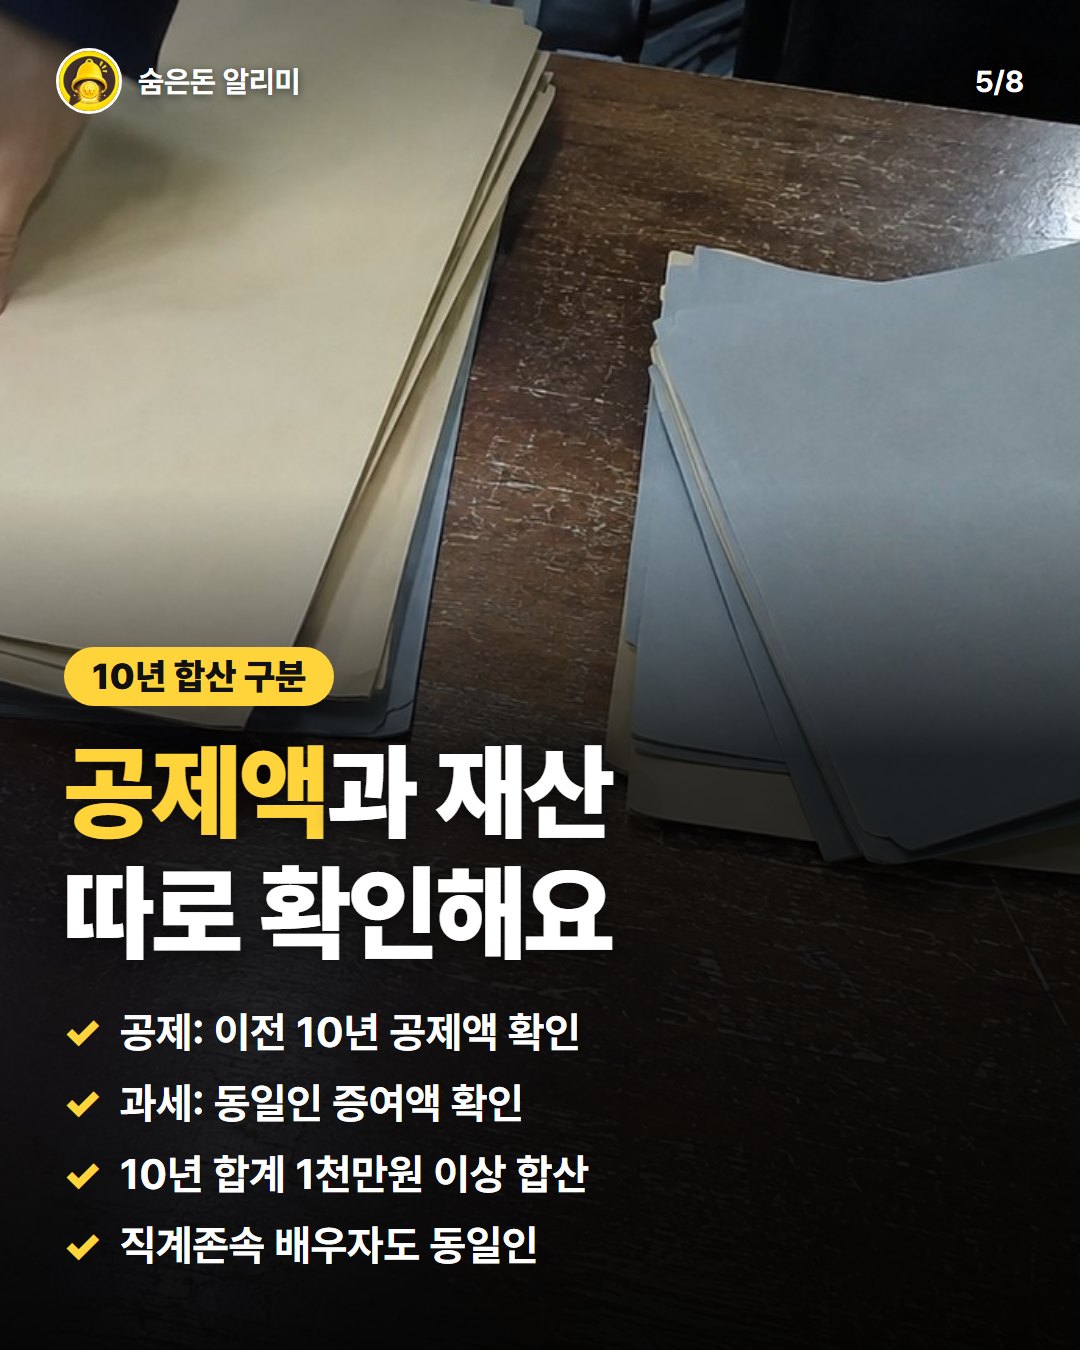 숨은돈 알리미
5/8
10년 합산 구분
공제액과 재산
따로 확인해요
공제: 이전 10년 공제액 확인
과세: 동일인 증여액 확인
10년 합계 1천만원 이상 합산
직계존속 배우자도 동일인